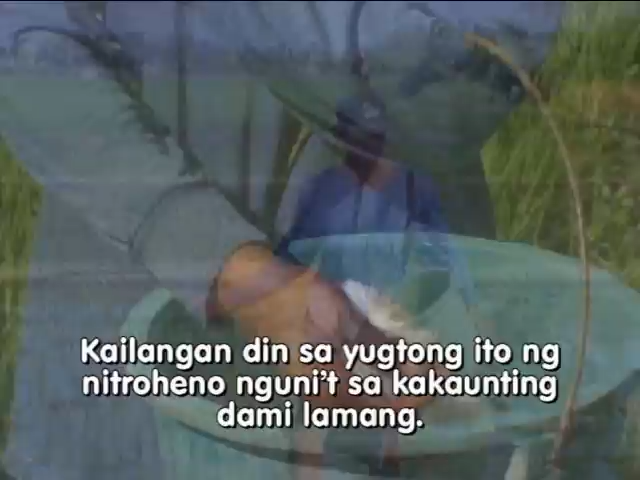 Kailangan din sa yugtong ito ng
nitroheno nguni't sa kakaunting
dami lamang.